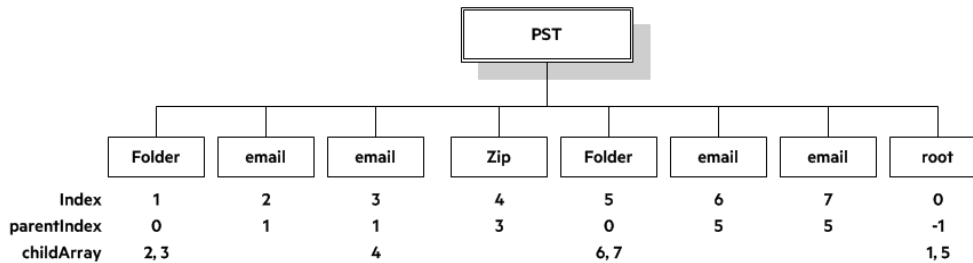 PST
Folder email email Zip Folder email email root
Index 1 2 3 4 5 6 7 0
parentIndex 0 1 1 3 0 5 5 -1
childArray 2, 3 4 6, 7 1, 5